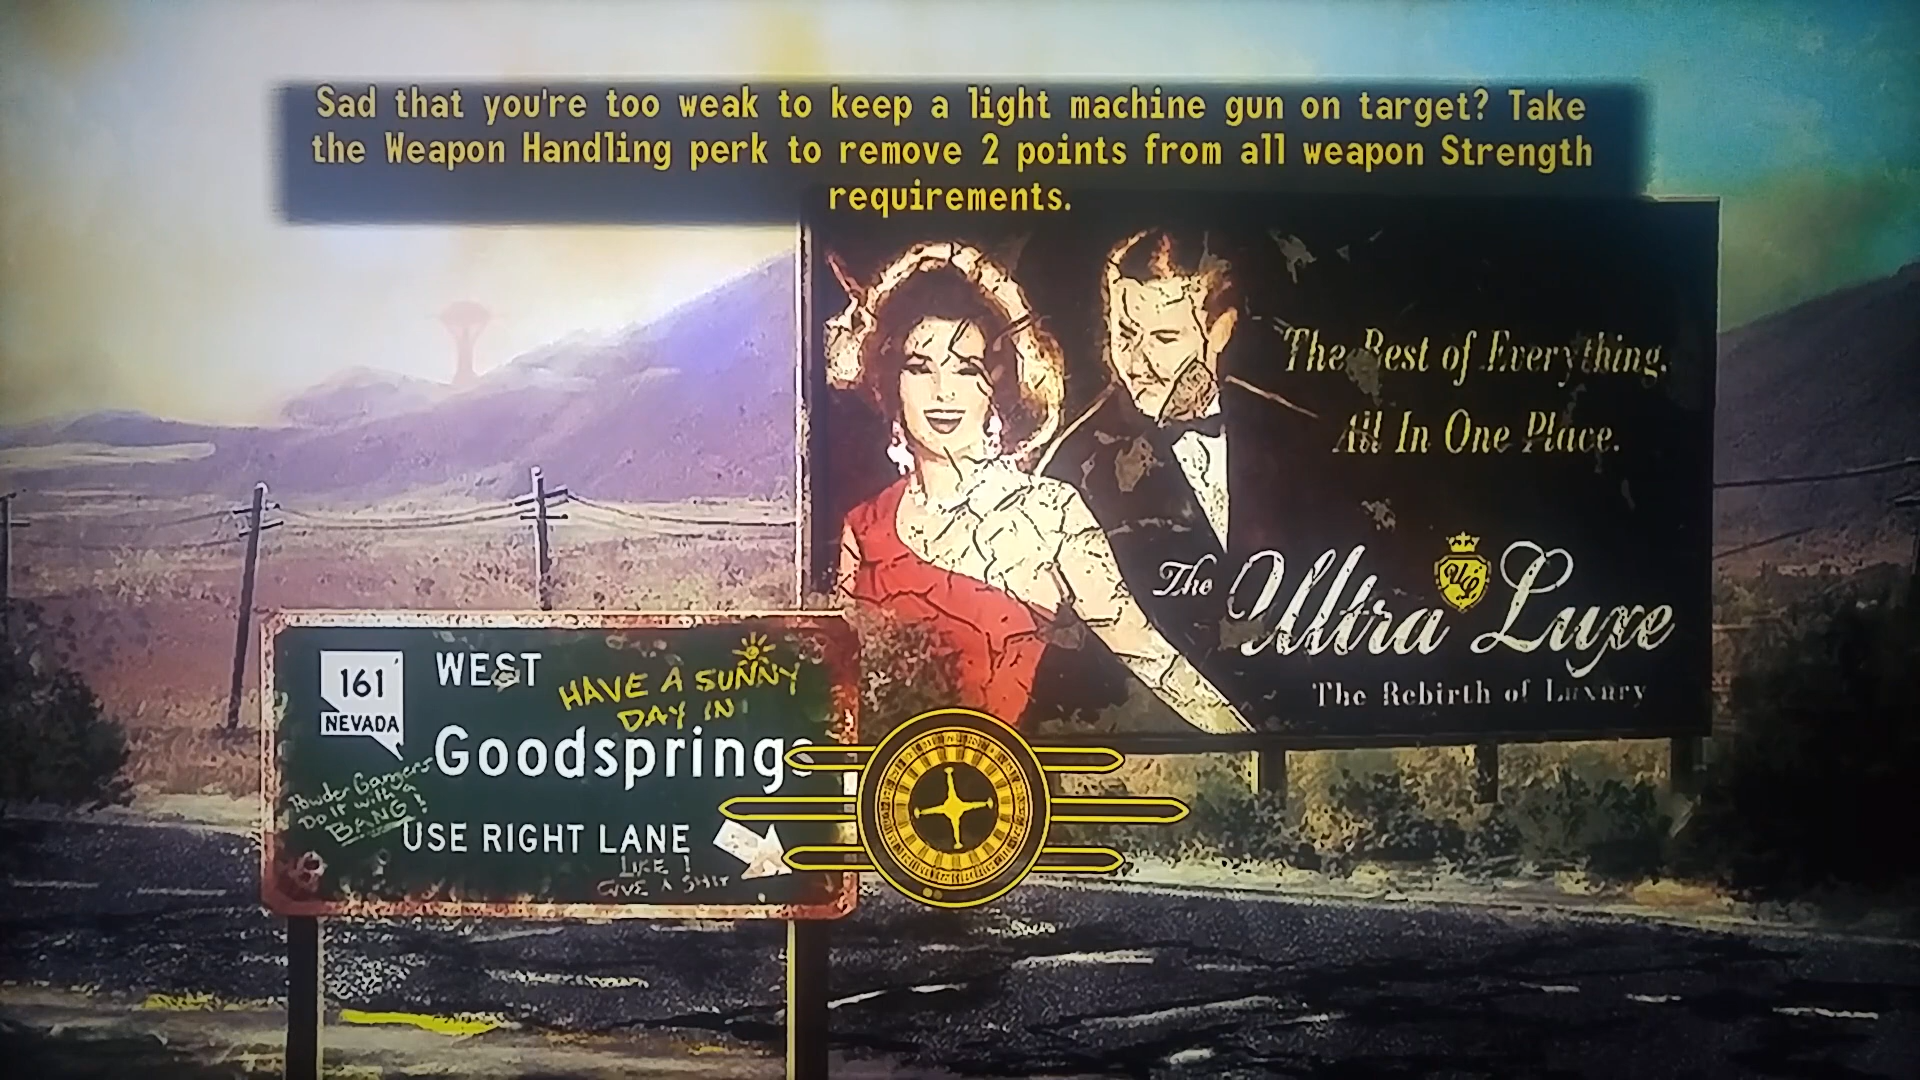 Sad that you're too weak to keep a light machine gun on target? Take
the Weapon Handling perk to remove 2 points from all weapon Strength
requirements.
The Best of Everything.
All In One Place.
The Ultra Luxe
UL
The Rebirth of Luxury
161
NEVADA
WEST
HAVE A SUNNY
DAY IN
Goodsprings
Powder Gangers
Do it with a
BANG!
USE RIGHT LANE
LIKE I
GIVE A SHIT